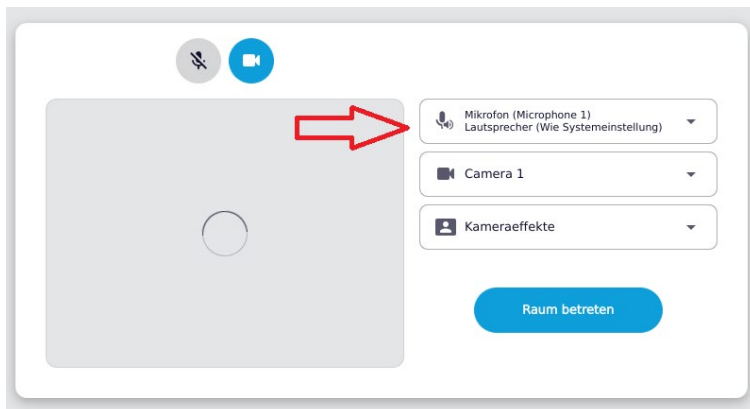 Mikrofon (Microphone 1)
Lautsprecher (Wie Systemeinstellung)
Camera 1
Kameraeffekte
Raum betreten